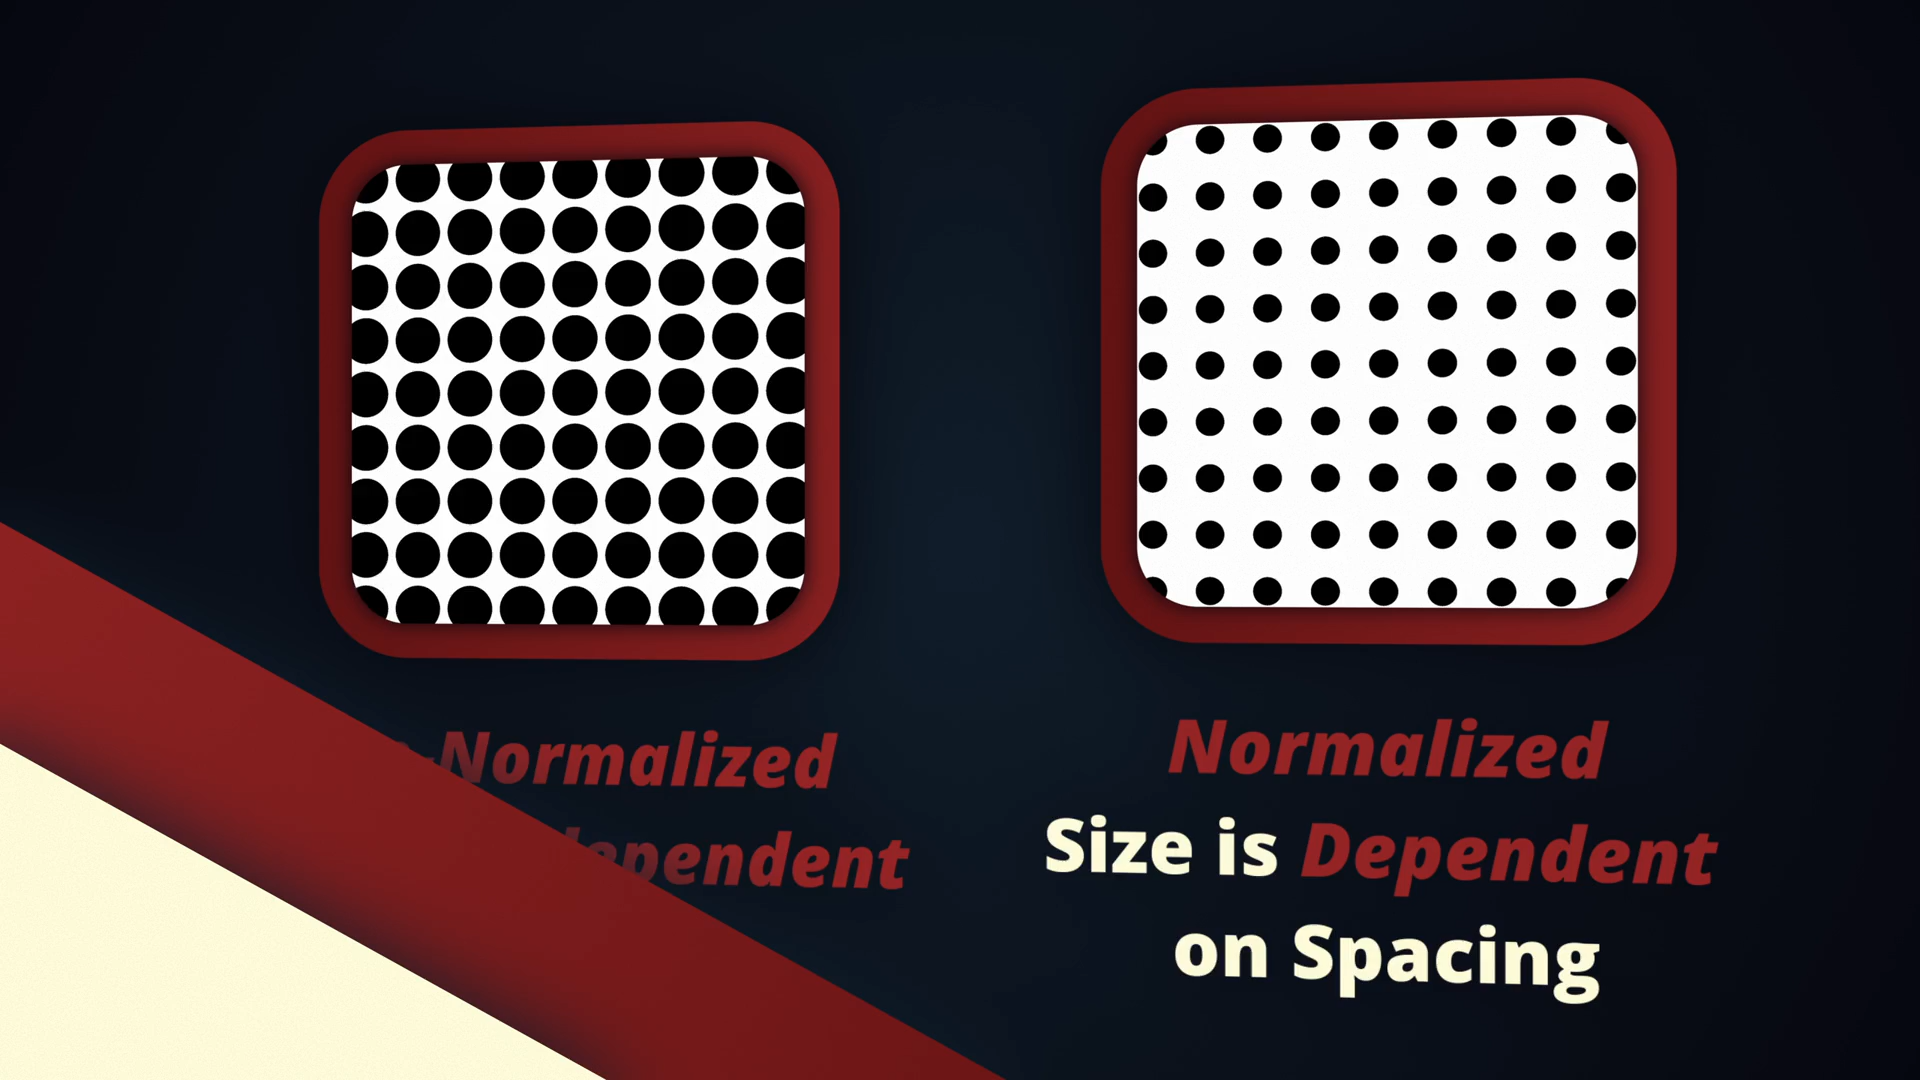 -Normalized
Normalized
Size is Dependent
on Spacing